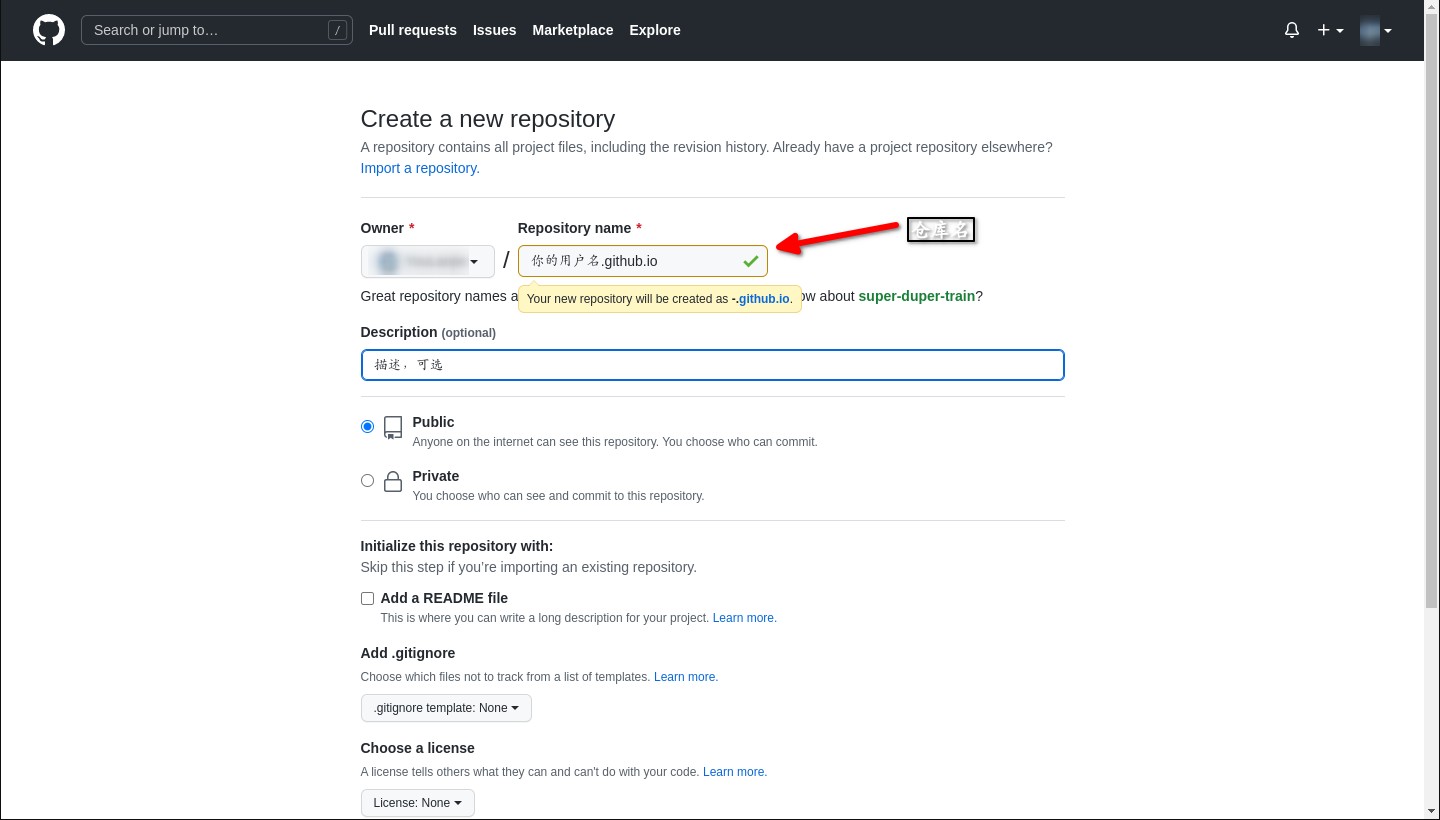 Search or jump to… /
Pull requests Issues Marketplace Explore
Create a new repository
A repository contains all project files, including the revision history. Already have a project repository elsewhere?
Import a repository.
Owner * Repository name *
仓库名
/ 你的用户名.github.io
Great repository names a
Your new repository will be created as -.github.io.
ow about super-duper-train?
Description (optional)
描述，可选
Public
Anyone on the internet can see this repository. You choose who can commit.
Private
You choose who can see and commit to this repository.
Initialize this repository with:
Skip this step if you’re importing an existing repository.
Add a README file
This is where you can write a long description for your project. Learn more.
Add .gitignore
Choose which files not to track from a list of templates. Learn more.
.gitignore template: None
Choose a license
A license tells others what they can and can't do with your code. Learn more.
License: None